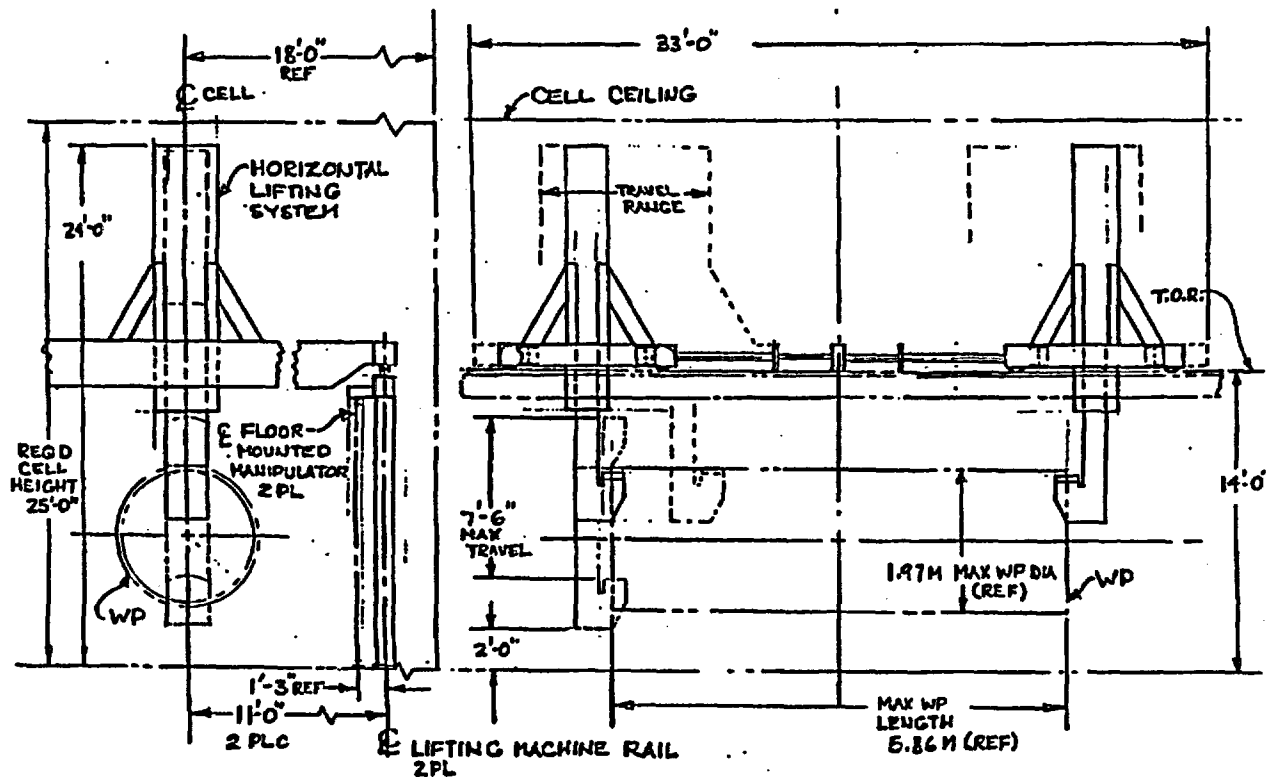 18'-0"
REF
33'-0"
℄ CELL
CELL CEILING
HORIZONTAL
LIFTING
SYSTEM
TRAVEL
RANGE
24'-0"
T.O.R.
℄ FLOOR
MOUNTED
MANIPULATOR
2 PL
REQD
CELL
HEIGHT
25'-0"
14'-0"
7'-6"
MAX
TRAVEL
1.97M MAX WP DIA
(REF)
WP
WP
2'-0"
1'-3" REF
11'-0"
2 PLC
MAX WP
LENGTH
5.86 M (REF)
℄ LIFTING MACHINE RAIL
2 PL